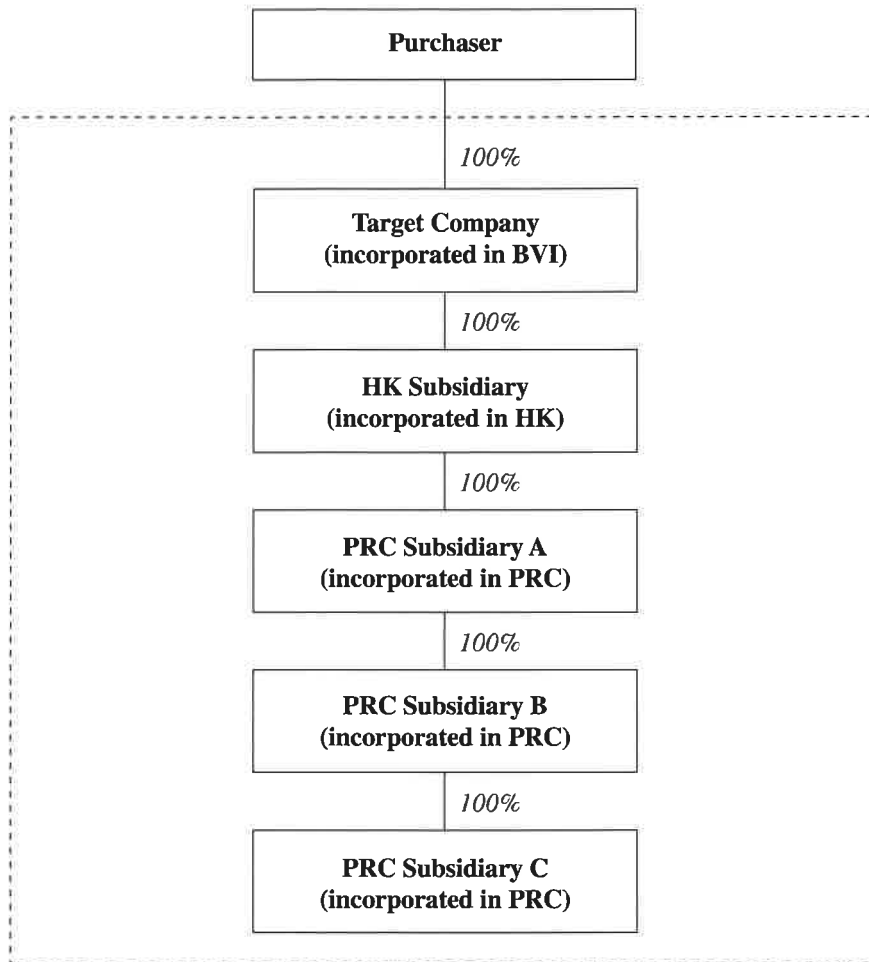 Purchaser
100%
Target Company
(incorporated in BVI)
100%
HK Subsidiary
(incorporated in HK)
100%
PRC Subsidiary A
(incorporated in PRC)
100%
PRC Subsidiary B
(incorporated in PRC)
100%
PRC Subsidiary C
(incorporated in PRC)